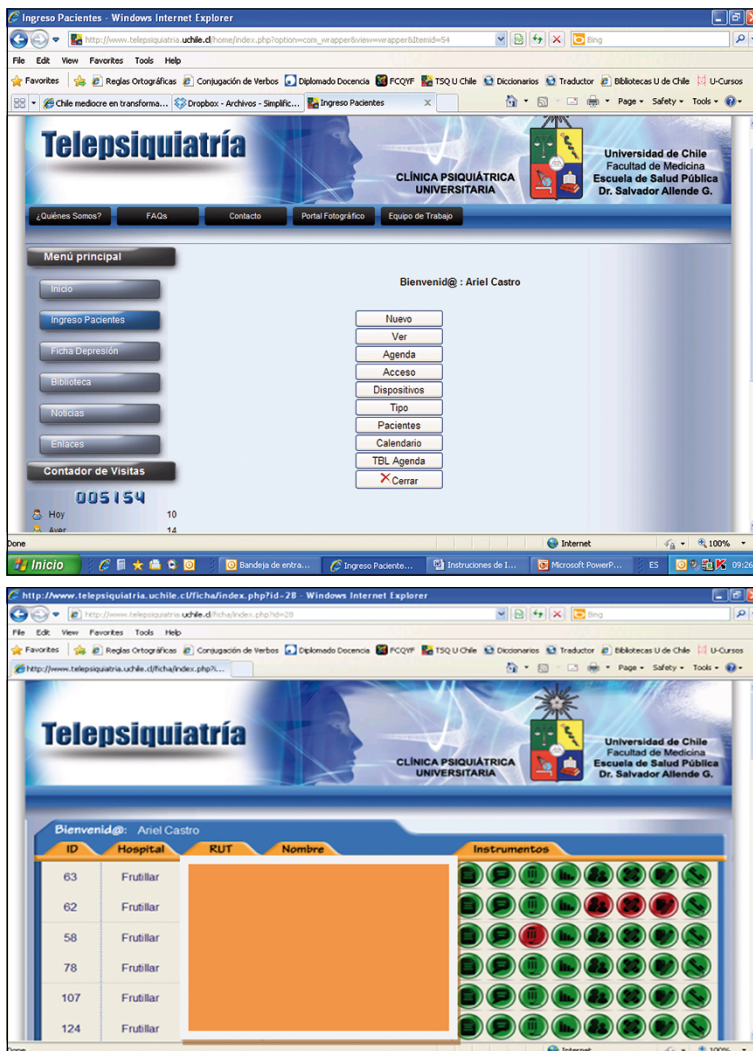 Ingreso Pacientes - Windows Internet Explorer
http://www.telepsiquiatria.uchile.cl/home/index.php?option=com_wrapper&view=wrapper&Itemid=54
Bing
File Edit View Favorites Tools Help
Favorites Reglas Ortográficas Conjugación de Verbos Diplomado Docencia FCQYF TSQ U Chile Diccionarios Traductor Bibliotecas U de Chile U-Cursos
Chile mediocre en transforma... Dropbox - Archivos - Simplific... Ingreso Pacientes X Page Safety Tools
Telepsiquiatría
CLÍNICA PSIQUIÁTRICA
UNIVERSITARIA
Universidad de Chile
Facultad de Medicina
Escuela de Salud Pública
Dr. Salvador Allende G.
¿Quiénes Somos? FAQs Contacto Portal Fotográfico Equipo de Trabajo
Menú principal
Inicio
Ingreso Pacientes
Ficha Depresión
Biblioteca
Noticias
Enlaces
Contador de Visitas
005154
Hoy 10
Ayer 14
Bienvenid@ : Ariel Castro
Nuevo
Ver
Agenda
Acceso
Dispositivos
Tipo
Pacientes
Calendario
TBL Agenda
Cerrar
Done Internet 100%
Inicio Bandeja de entra... Ingreso Paciente... Instruciones de I... Microsoft PowerP... ES 09:26
http://www.telepsiquiatria.uchile.cl/ficha/index.php?id=28 - Windows Internet Explorer
http://www.telepsiquiatria.uchile.cl/ficha/index.php?id=28
Bing
File Edit View Favorites Tools Help
Favorites Reglas Ortográficas Conjugación de Verbos Diplomado Docencia FCQYF TSQ U Chile Diccionarios Traductor Bibliotecas U de Chile U-Cursos
http://www.telepsiquiatria.uchile.cl/ficha/index.php?i... Page Safety Tools
Telepsiquiatría
CLÍNICA PSIQUIÁTRICA
UNIVERSITARIA
Universidad de Chile
Facultad de Medicina
Escuela de Salud Pública
Dr. Salvador Allende G.
Bienvenid@: Ariel Castro
ID Hospital RUT Nombre Instrumentos
63 Frutillar
62 Frutillar
58 Frutillar
78 Frutillar
107 Frutillar
124 Frutillar
Done Internet 100%